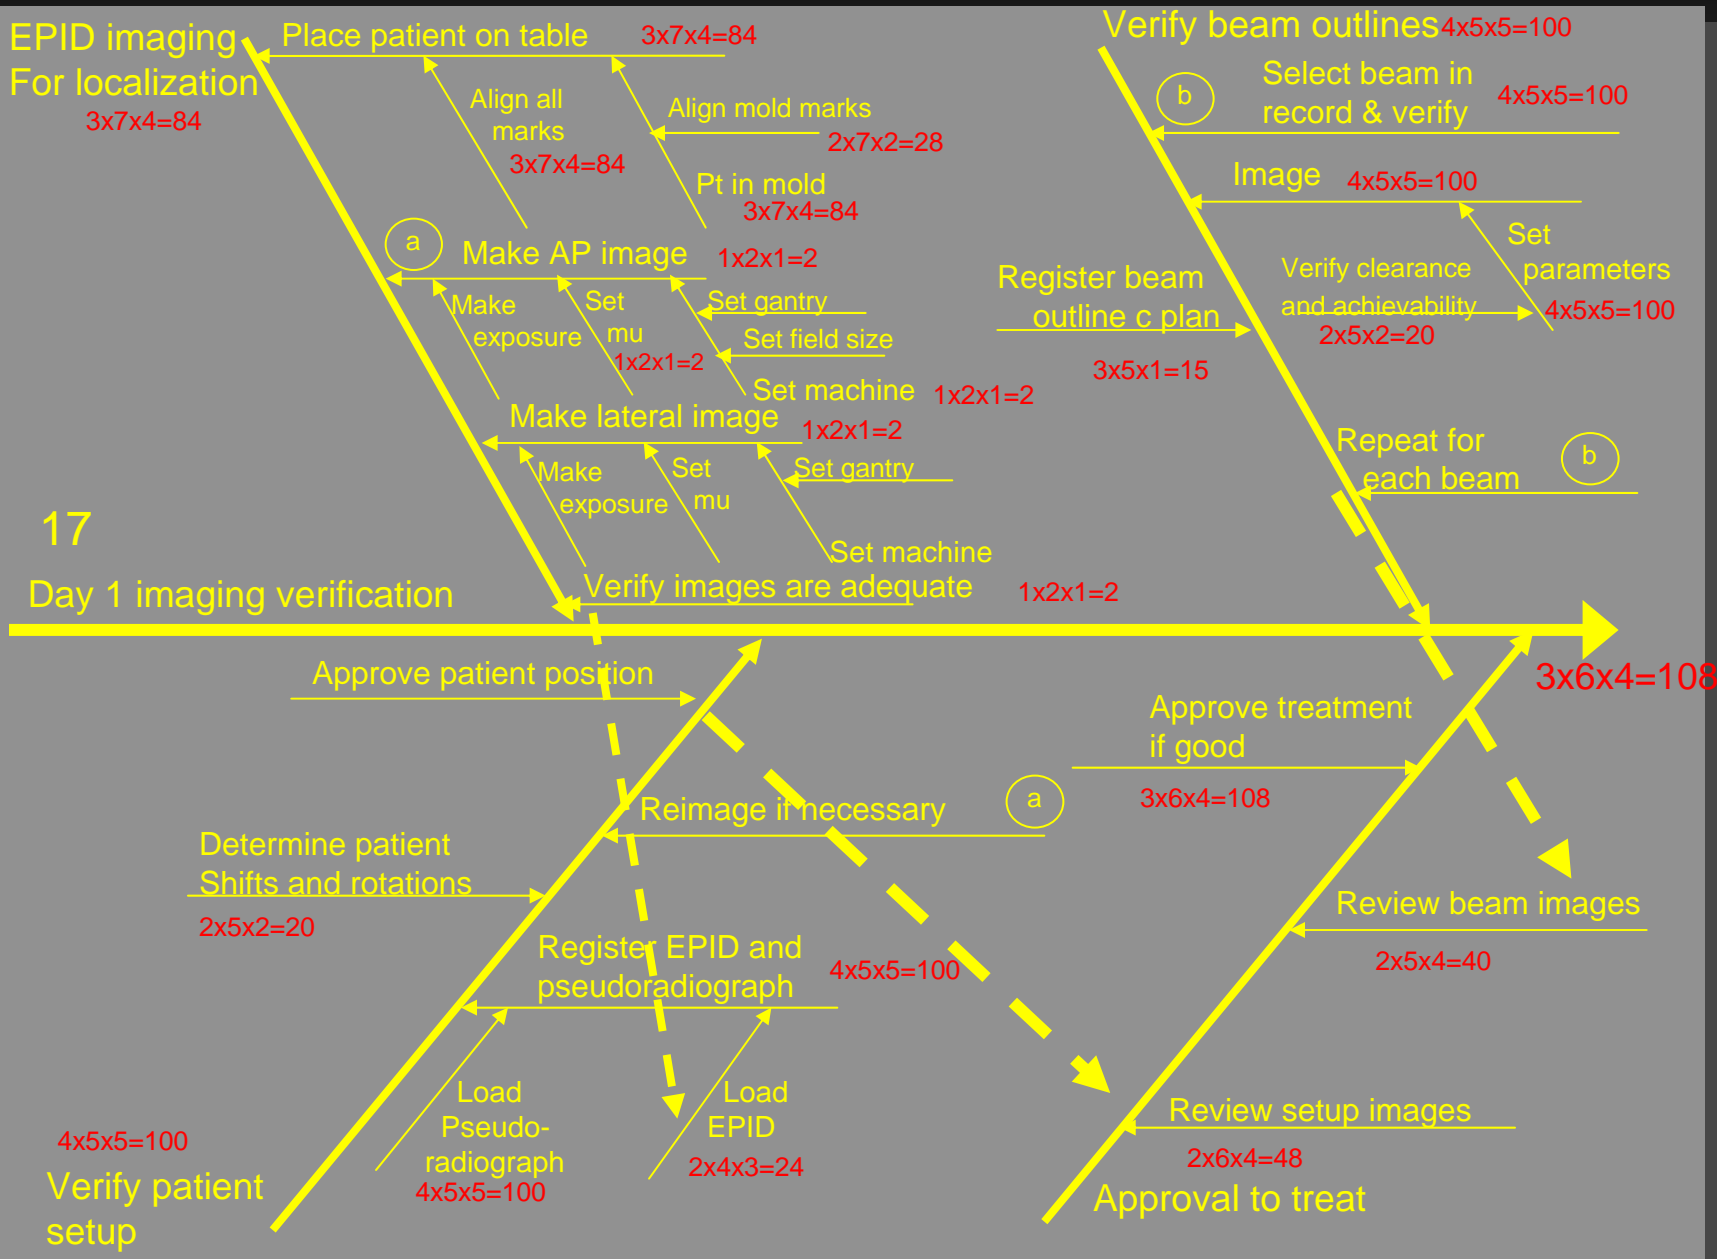 EPID imaging
For localization
3x7x4=84
Place patient on table
3x7x4=84
Align all
marks
3x7x4=84
Align mold marks
2x7x2=28
Pt in mold
3x7x4=84
a
Make AP image
1x2x1=2
Make
exposure
Set
mu
1x2x1=2
Set gantry
Set field size
Set machine
1x2x1=2
Make lateral image
1x2x1=2
Make
exposure
Set
mu
Set gantry
Set machine
Verify images are adequate
1x2x1=2
Verify beam outlines
4x5x5=100
b
Select beam in
record & verify
4x5x5=100
Image
4x5x5=100
Set
parameters
4x5x5=100
Verify clearance
and achievability
2x5x2=20
Register beam
outline c plan
3x5x1=15
Repeat for
each beam
b
17
Day 1 imaging verification
3x6x4=108
Approve patient position
Reimage if necessary
a
Determine patient
Shifts and rotations
2x5x2=20
Register EPID and
pseudoradiograph
4x5x5=100
Load
Pseudo-
radiograph
4x5x5=100
Load
EPID
2x4x3=24
4x5x5=100
Verify patient
setup
Approve treatment
if good
3x6x4=108
Review beam images
2x5x4=40
Review setup images
2x6x4=48
Approval to treat